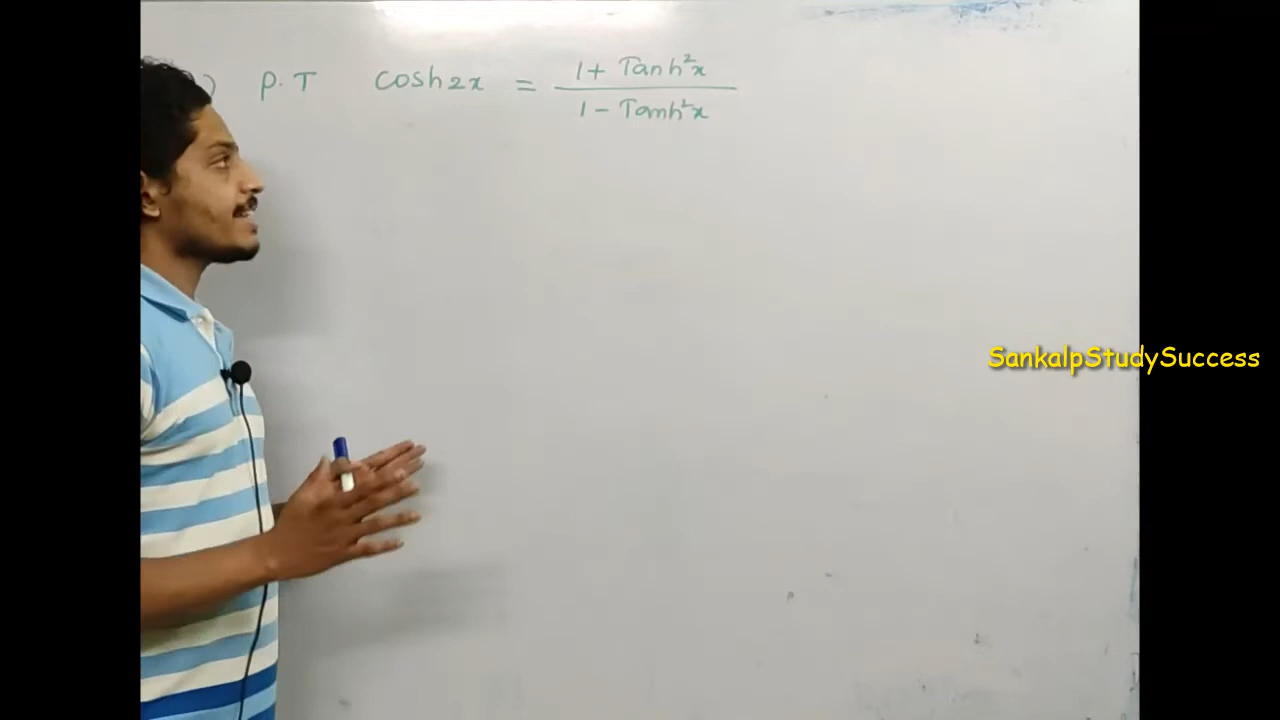 ) P.T cosh2x = 1 + Tanh²x / 1 - Tanh²x
SankalpStudySuccess